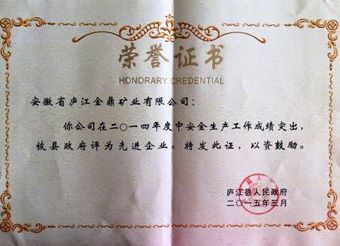 荣誉证书
HONORARY CREDENTIAL
安徽省庐江金鼎矿业有限公司：
你公司在二〇一四年度中安全生产工作成绩突出，
被县政府评为先进企业。特发此证，以资鼓励。
庐江县人民政府
二〇一五年三月